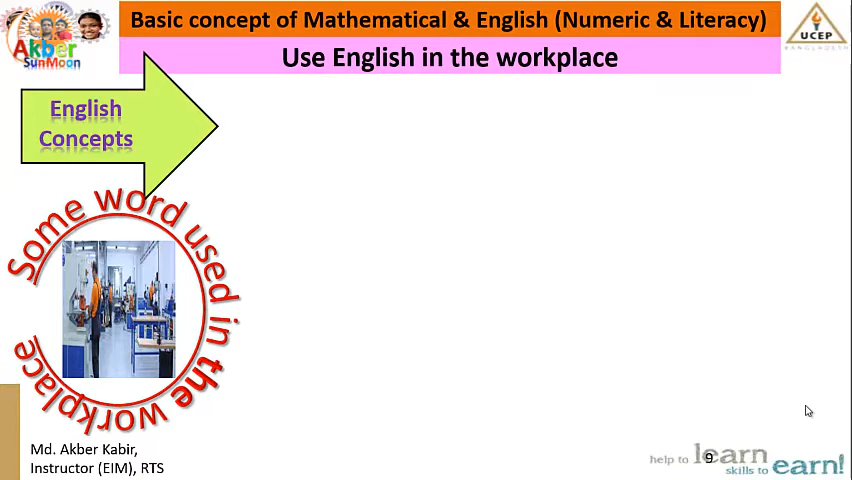 Basic concept of Mathematical & English (Numeric & Literacy)
Use English in the workplace
Akber
SunMoon
UCEP
BANGLADESH
English
Concepts
Some word used in the workplace
Md. Akber Kabir,
Instructor (EIM), RTS
help to learn
skills to earn!
9